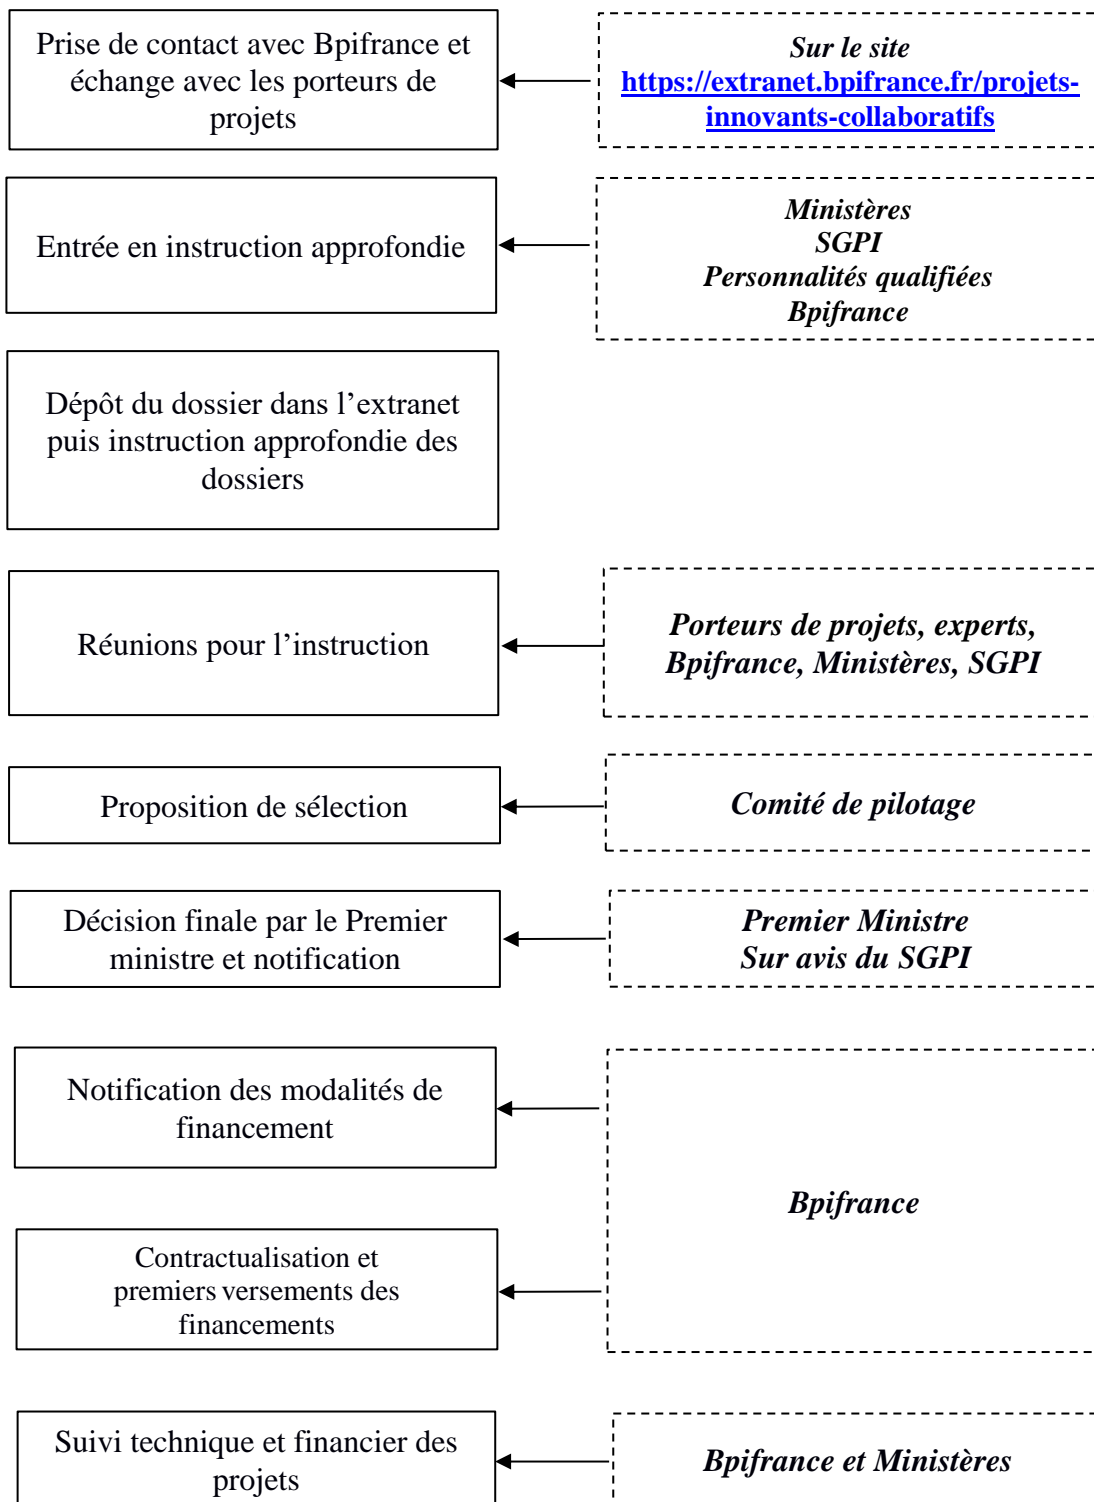 Prise de contact avec Bpifrance et
échange avec les porteurs de
projets
Sur le site
https://extranet.bpifrance.fr/projets-
innovants-collaboratifs
Entrée en instruction approfondie
Ministères
SGPI
Personnalités qualifiées
Bpifrance
Dépôt du dossier dans l’extranet
puis instruction approfondie des
dossiers
Réunions pour l’instruction
Porteurs de projets, experts,
Bpifrance, Ministères, SGPI
Proposition de sélection
Comité de pilotage
Décision finale par le Premier
ministre et notification
Premier Ministre
Sur avis du SGPI
Notification des modalités de
financement
Bpifrance
Contractualisation et
premiers versements des
financements
Suivi technique et financier des
projets
Bpifrance et Ministères